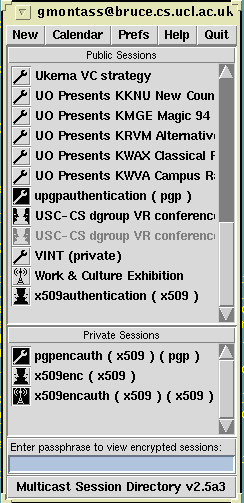 gmontass@bruce.cs.ucl.ac.uk
New Calendar Prefs Help Quit
Public Sessions
Ukerna VC strategy
UO Presents KKNU New Coun
UO Presents KMGE Magic 94
UO Presents KRVM Alternativ
UO Presents KWAX Classical F
UO Presents KWVA Campus R
upgpauthentication ( pgp )
USC-CS dgroup VR conferenc
USC-CS dgroup VR conferenc
VINT (private)
Work & Culture Exhibition
x509authentication ( x509 )
Private Sessions
pgpencauth ( x509 ) ( pgp )
x509enc ( x509 )
x509encauth ( x509 ) ( x509 )
Enter passphrase to view encrypted sessions:
Multicast Session Directory v2.5a3